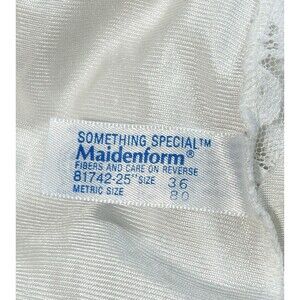 SOMETHING SPECIAL™
Maidenform®
FIBERS AND CARE ON REVERSE
81742-25" SIZE 36
METRIC SIZE 80